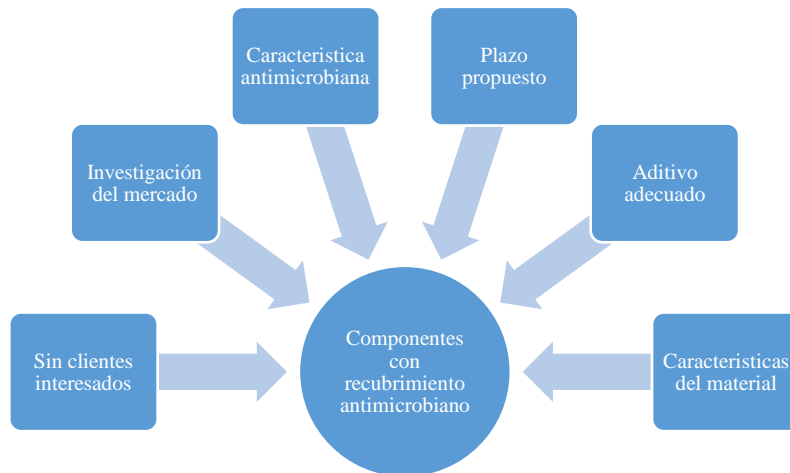 Caracteristica
antimicrobiana
Plazo
propuesto
Investigación
del mercado
Aditivo
adecuado
Sin clientes
interesados
Componentes
con
recubrimiento
antimicrobiano
Caracteristicas
del material